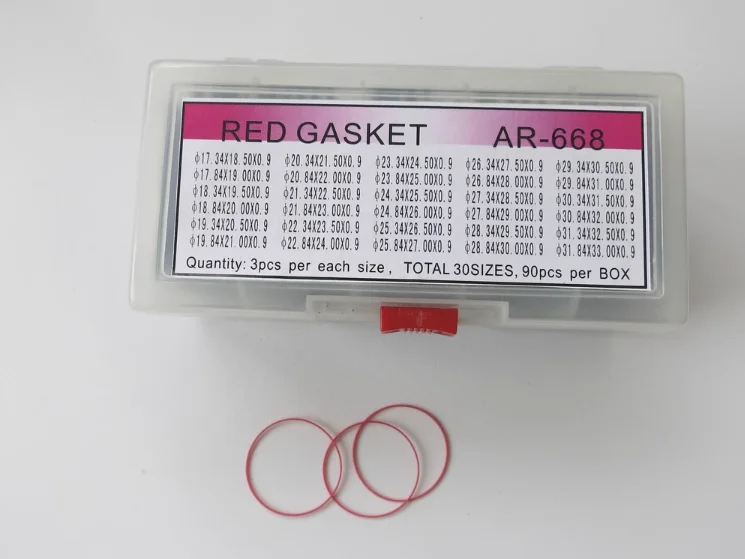 RED GASKET AR-668
ϕ17.34X18.50X0.9 ϕ20.34X21.50X0.9 ϕ23.34X24.50X0.9 ϕ26.34X27.50X0.9 ϕ29.34X30.50X0.9
ϕ17.84X19.00X0.9 ϕ20.84X22.00X0.9 ϕ23.84X25.00X0.9 ϕ26.84X28.00X0.9 ϕ29.84X31.00X0.9
ϕ18.34X19.50X0.9 ϕ21.34X22.50X0.9 ϕ24.34X25.50X0.9 ϕ27.34X28.50X0.9 ϕ30.34X31.50X0.9
ϕ18.84X20.00X0.9 ϕ21.84X23.00X0.9 ϕ24.84X26.00X0.9 ϕ27.84X29.00X0.9 ϕ30.84X32.00X0.9
ϕ19.34X20.50X0.9 ϕ22.34X23.50X0.9 ϕ25.34X26.50X0.9 ϕ28.34X29.50X0.9 ϕ31.34X32.50X0.9
ϕ19.84X21.00X0.9 ϕ22.84X24.00X0.9 ϕ25.84X27.00X0.9 ϕ28.84X30.00X0.9 ϕ31.84X33.00X0.9
Quantity: 3pcs per each size, TOTAL 30SIZES, 90pcs per BOX